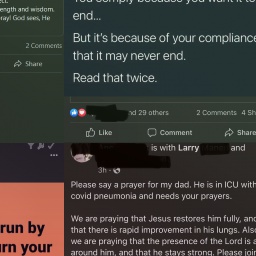 ength and wisdom.
ray! God sees, He
2 Comments
Share
You comply because you want it to
end...
But it's because of your compliance
that it may never end.
Read that twice.
nd 29 others
2 Comments 4 Sh
Like Comment Share
is with Larry and
3h
Please say a prayer for my dad. He is in ICU with
covid pneumonia and needs your prayers.
We are praying that Jesus restores him fully, and
that there is rapid improvement in his lungs. Also
we are praying that the presence of the Lord is a
around him, and that he stays strong. Please join
run by
urn your